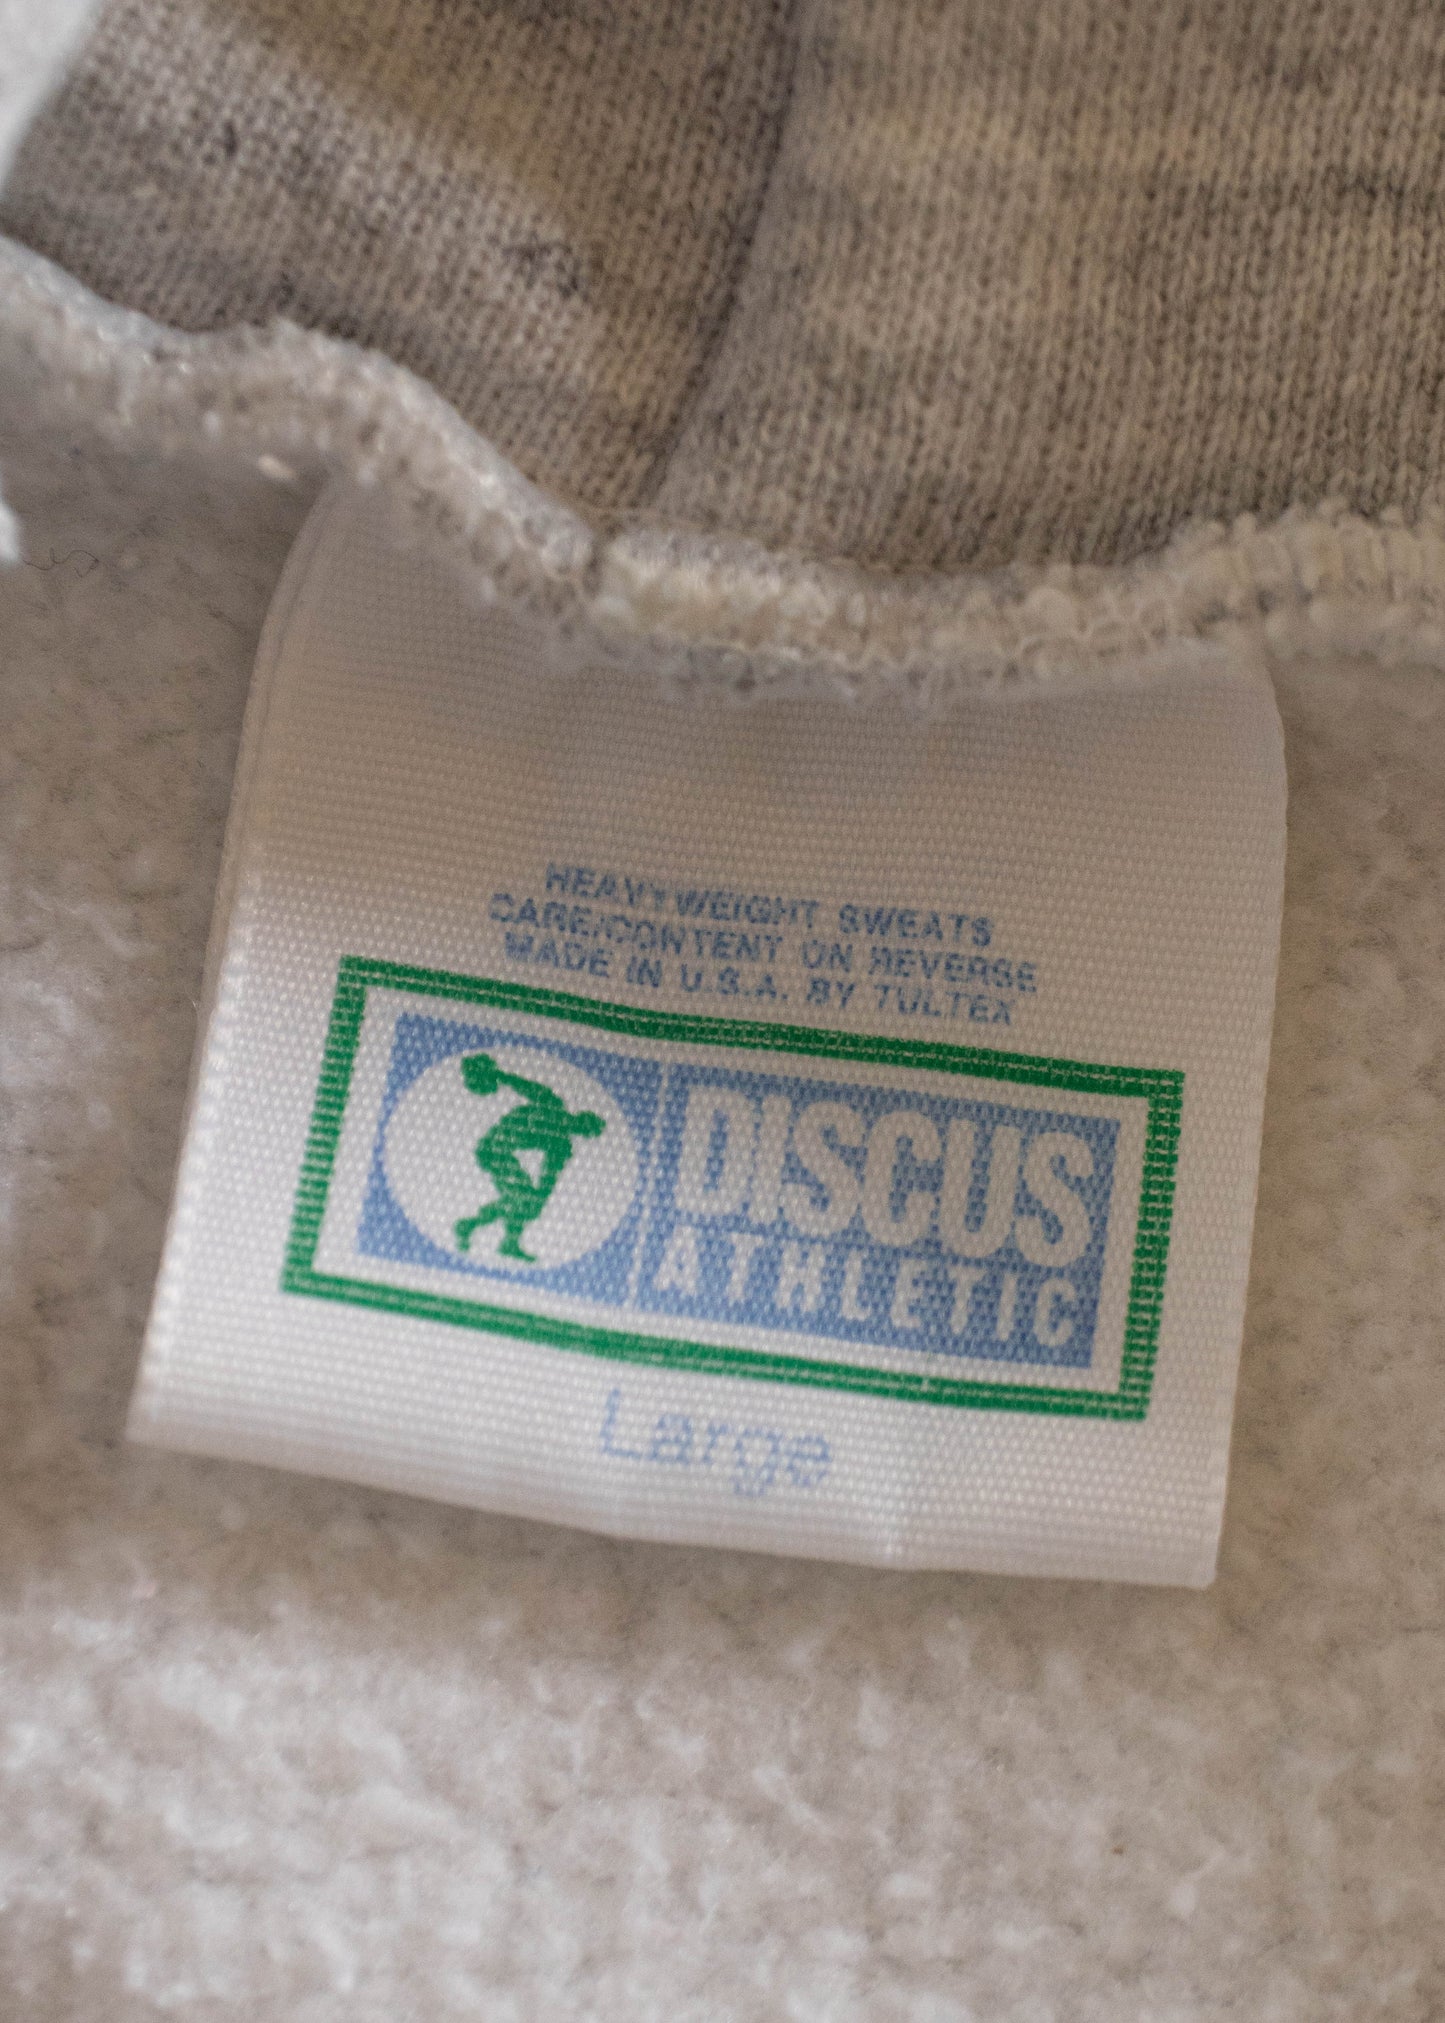 HEAVYWEIGHT SWEATS
CARE/CONTENT ON REVERSE
MADE IN U.S.A. BY TULTEX
DISCUS
ATHLETIC
Large